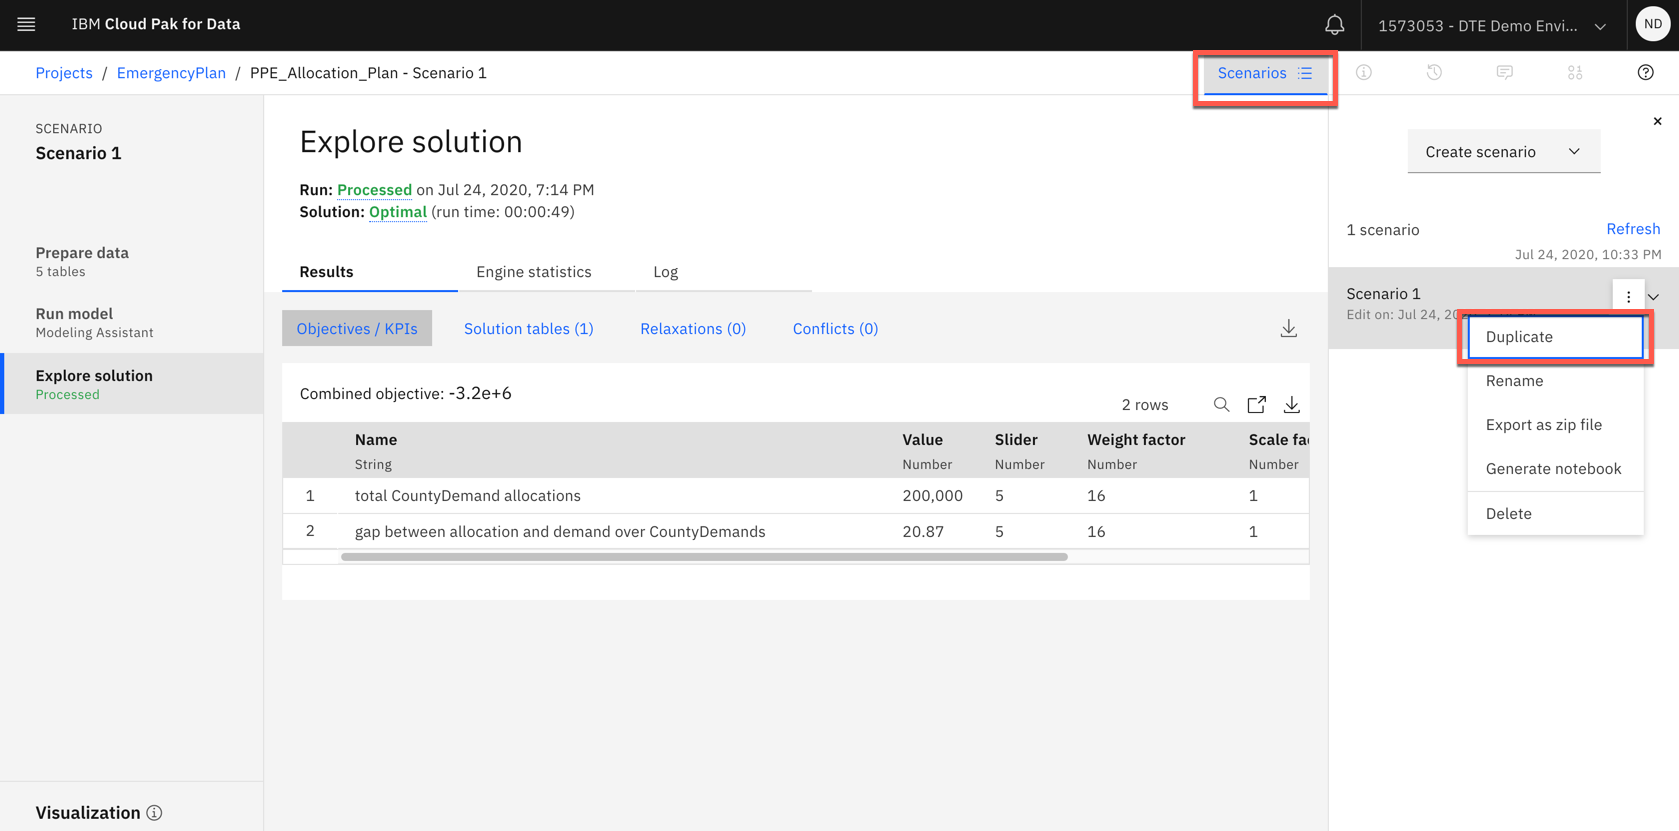 IBM Cloud Pak for Data
1573053 - DTE Demo Envi...
ND
Projects / EmergencyPlan / PPE_Allocation_Plan - Scenario 1
Scenarios
SCENARIO
Scenario 1
Prepare data
5 tables
Run model
Modeling Assistant
Explore solution
Processed
Visualization
Explore solution
Run: Processed on Jul 24, 2020, 7:14 PM
Solution: Optimal (run time: 00:00:49)
Results Engine statistics Log
Objectives / KPIs Solution tables (1) Relaxations (0) Conflicts (0)
Combined objective: -3.2e+6
2 rows
Name Value Slider Weight factor Scale fa
String Number Number Number Number
1 total CountyDemand allocations 200,000 5 16 1
2 gap between allocation and demand over CountyDemands 20.87 5 16 1
Create scenario
1 scenario Refresh
Jul 24, 2020, 10:33 PM
Scenario 1
Edit on: Jul 24,
Duplicate
Rename
Export as zip file
Generate notebook
Delete